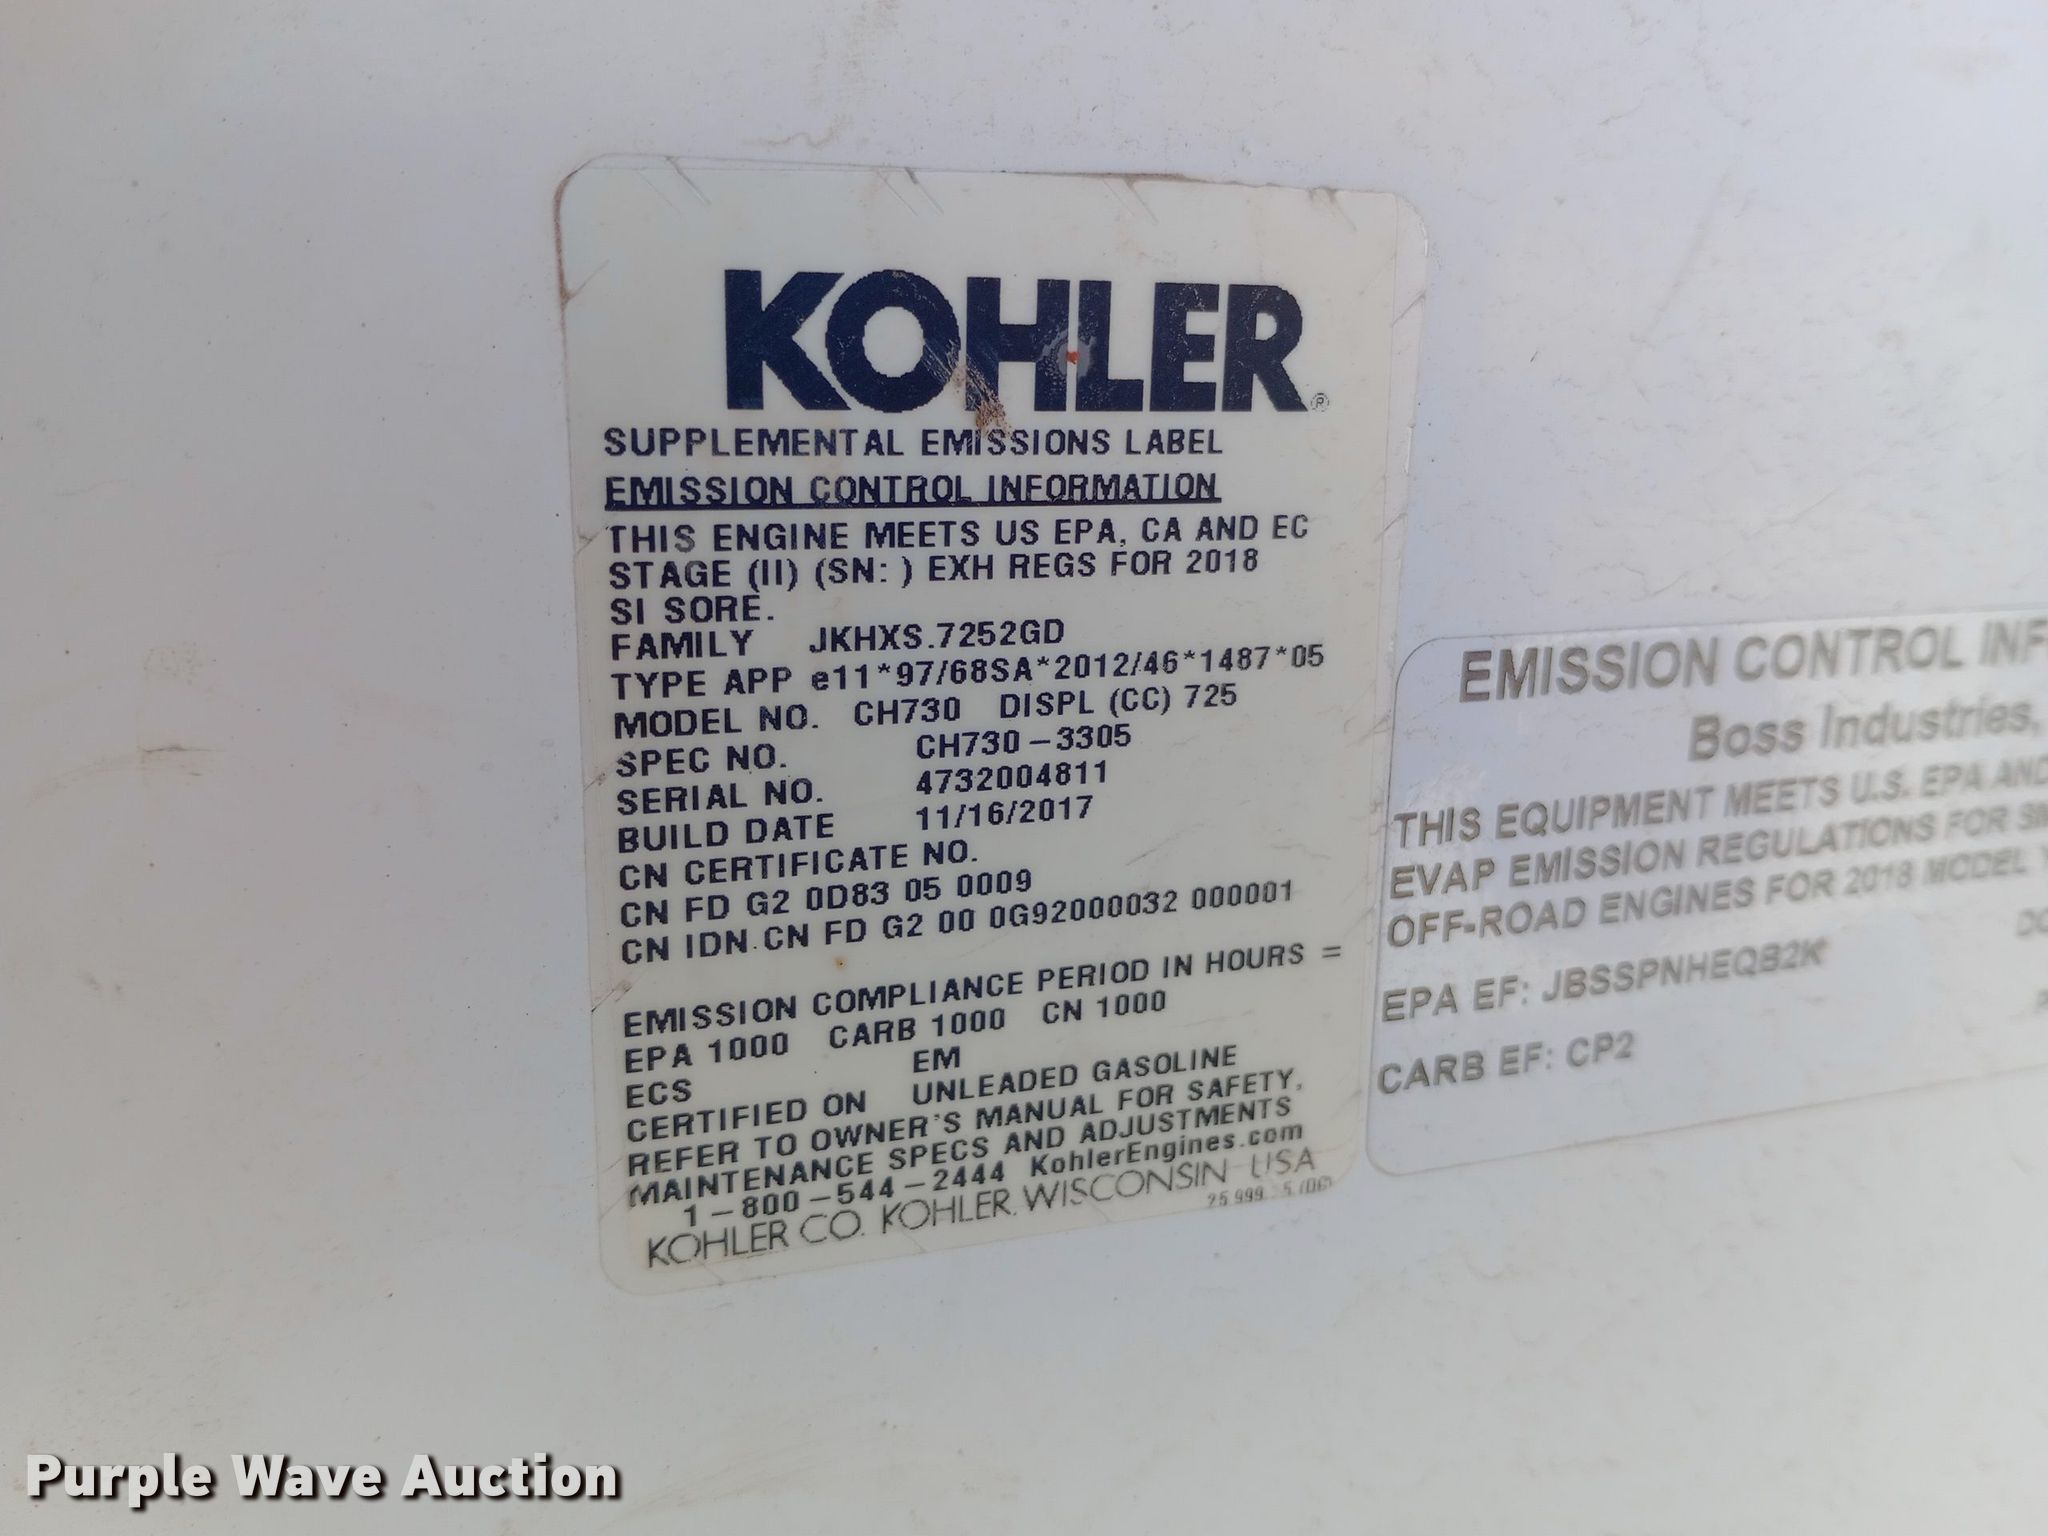 KOHLER®
SUPPLEMENTAL EMISSIONS LABEL
EMISSION CONTROL INFORMATION
THIS ENGINE MEETS US EPA, CA AND EC
STAGE (II) (SN: ) EXH REGS FOR 2018
SI SORE.
FAMILY JKHXS.7252GD
TYPE APP e11*97/68SA*2012/46*1487*05
MODEL NO. CH730 DISPL (CC) 725
SPEC NO. CH730-3305
SERIAL NO. 4732004811
BUILD DATE 11/16/2017
CN CERTIFICATE NO.
CN FD G2 0D83 05 0009
CN IDN.CN FD G2 00 0G92000032 000001
EMISSION COMPLIANCE PERIOD IN HOURS =
EPA 1000 CARB 1000 CN 1000
ECS EM
CERTIFIED ON UNLEADED GASOLINE
REFER TO OWNER'S MANUAL FOR SAFETY,
MAINTENANCE SPECS AND ADJUSTMENTS
1-800-544-2444 KohlerEngines.com
KOHLER CO. KOHLER, WISCONSIN USA
25 999
EMISSION CONTROL INF
Boss Industries,
THIS EQUIPMENT MEETS U.S. EPA AND
EVAP EMISSION REGULATIONS FOR SM
OFF-ROAD ENGINES FOR 2018 MODEL Y
EPA EF: JBSSPNHEQB2K
CARB EF: CP2
Purple Wave Auction